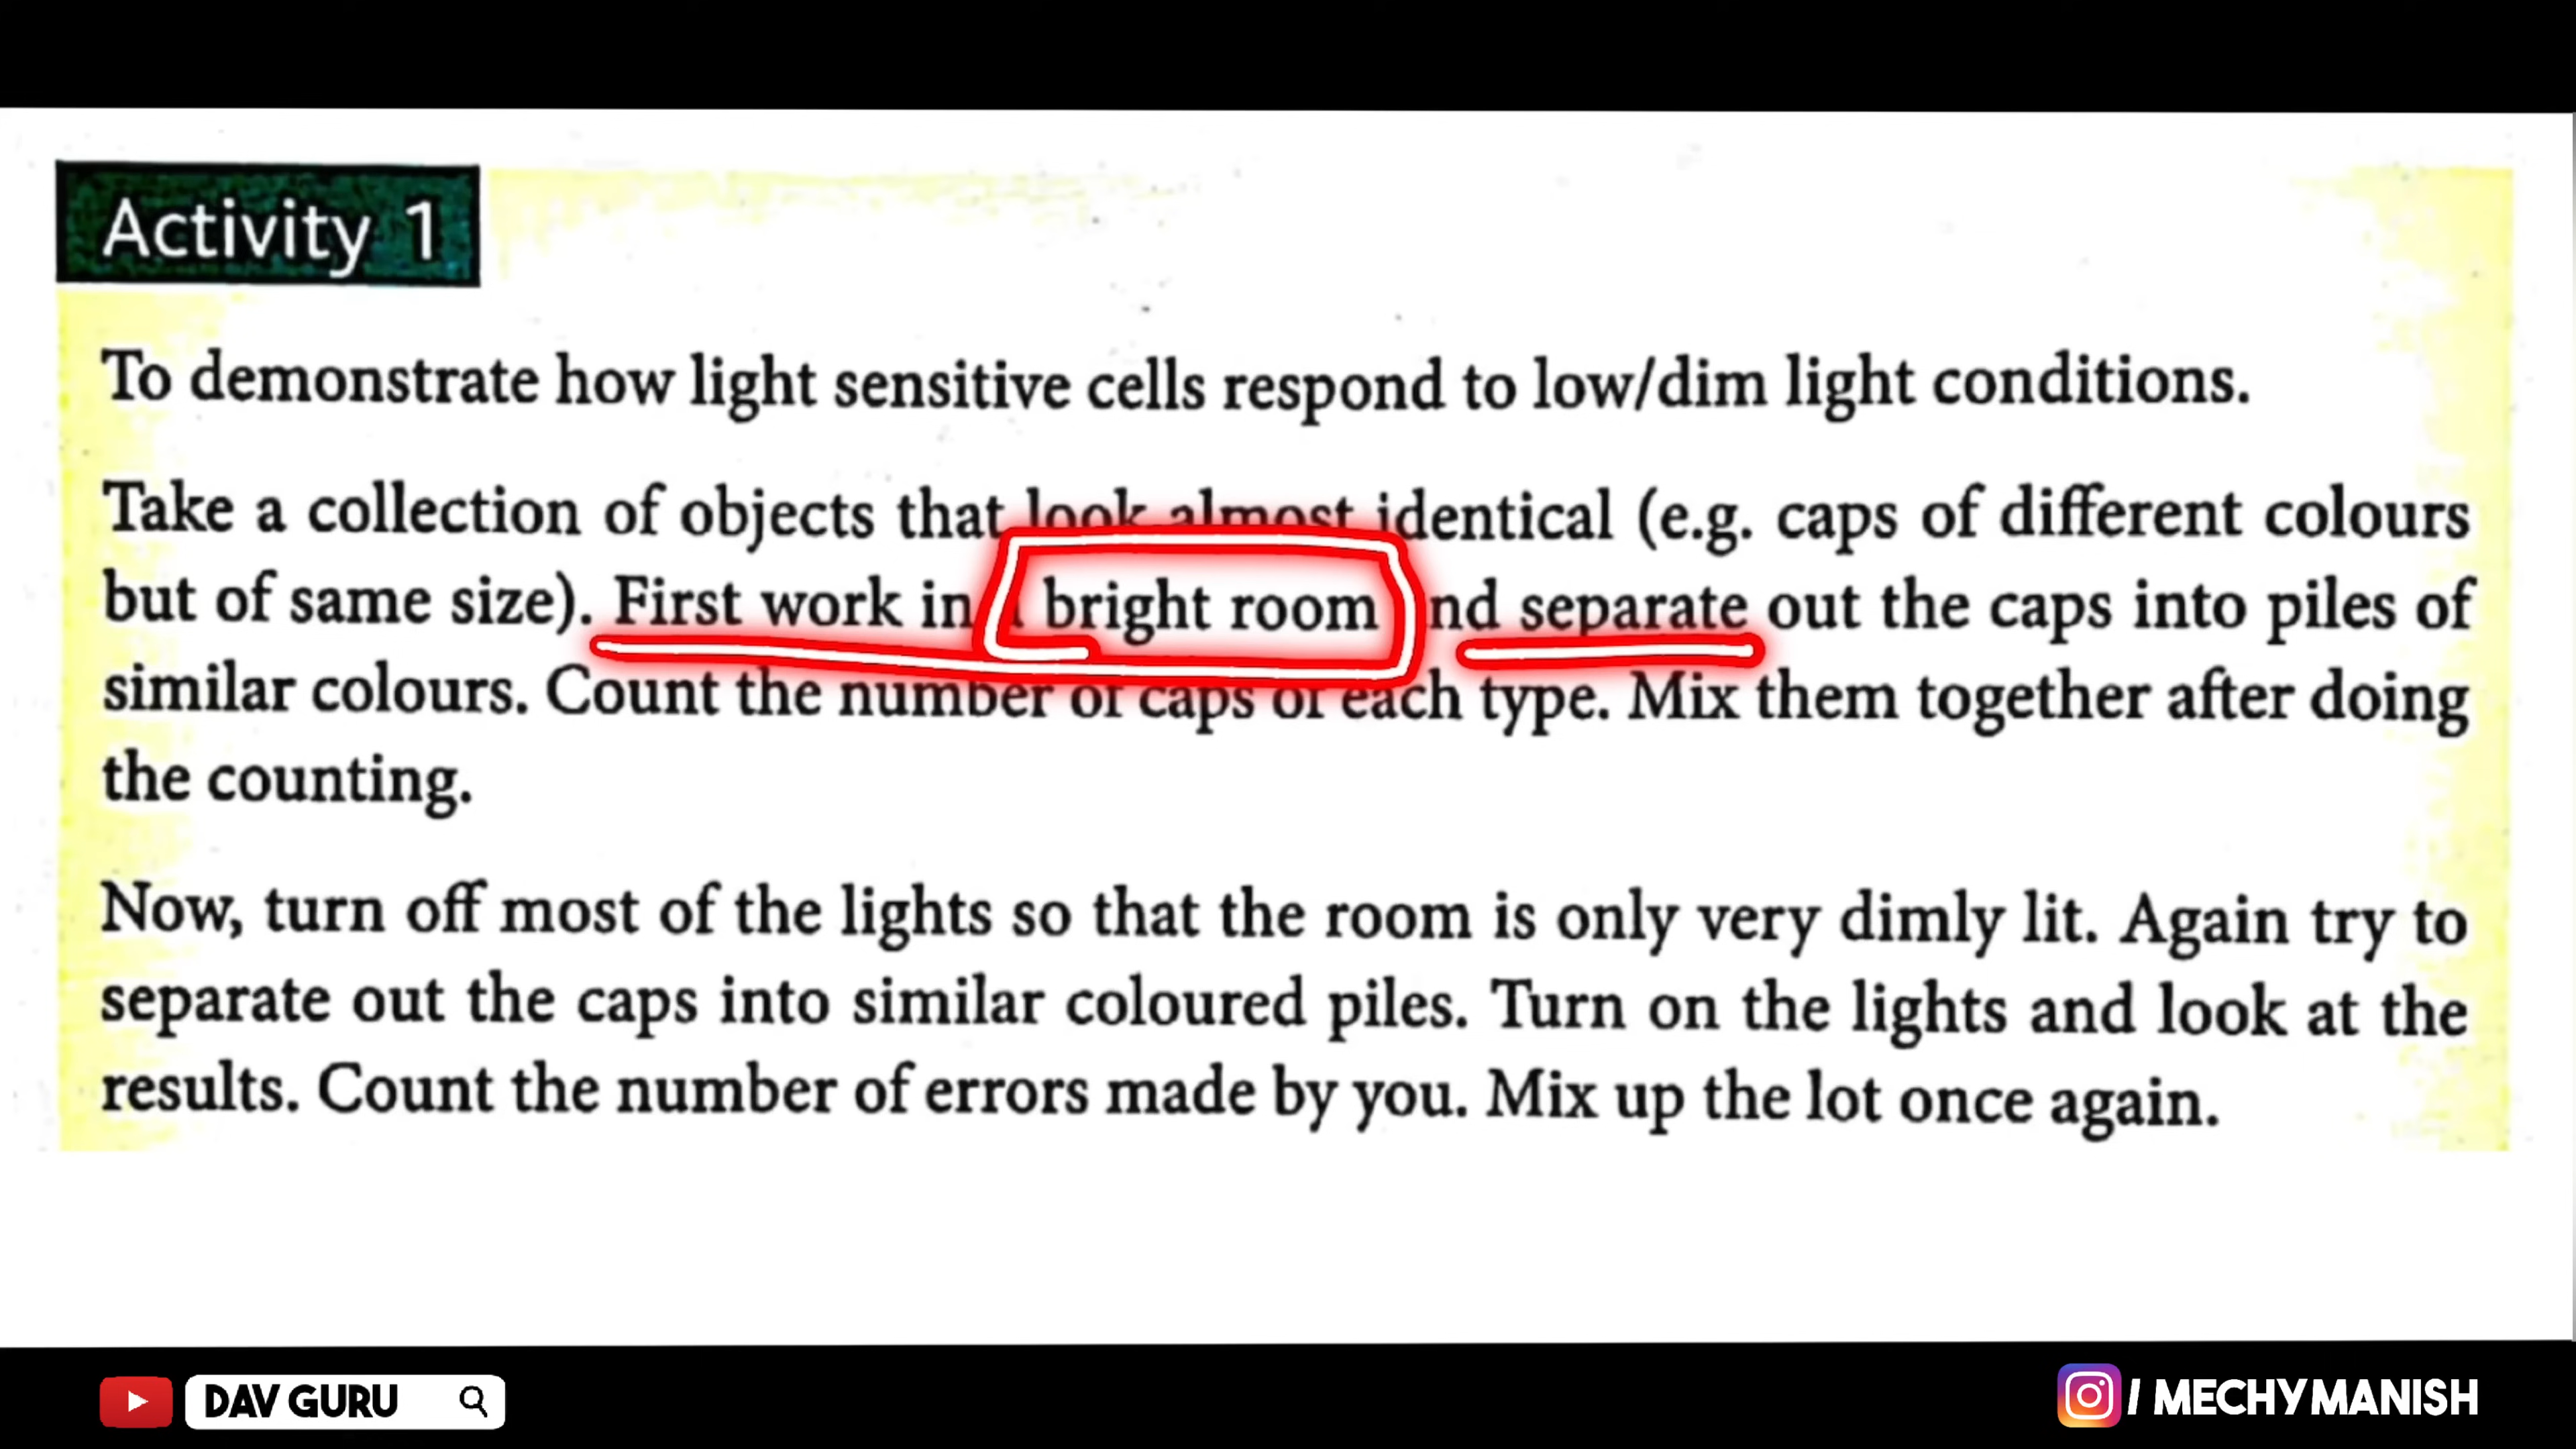 Activity 1
To demonstrate how light sensitive cells respond to low/dim light conditions.
Take a collection of objects that look almost identical (e.g. caps of different colours
but of same size). First work in a bright room and separate out the caps into piles of
similar colours. Count the number of caps of each type. Mix them together after doing
the counting.
Now, turn off most of the lights so that the room is only very dimly lit. Again try to
separate out the caps into similar coloured piles. Turn on the lights and look at the
results. Count the number of errors made by you. Mix up the lot once again.
DAV GURU
/ MECHYMANISH